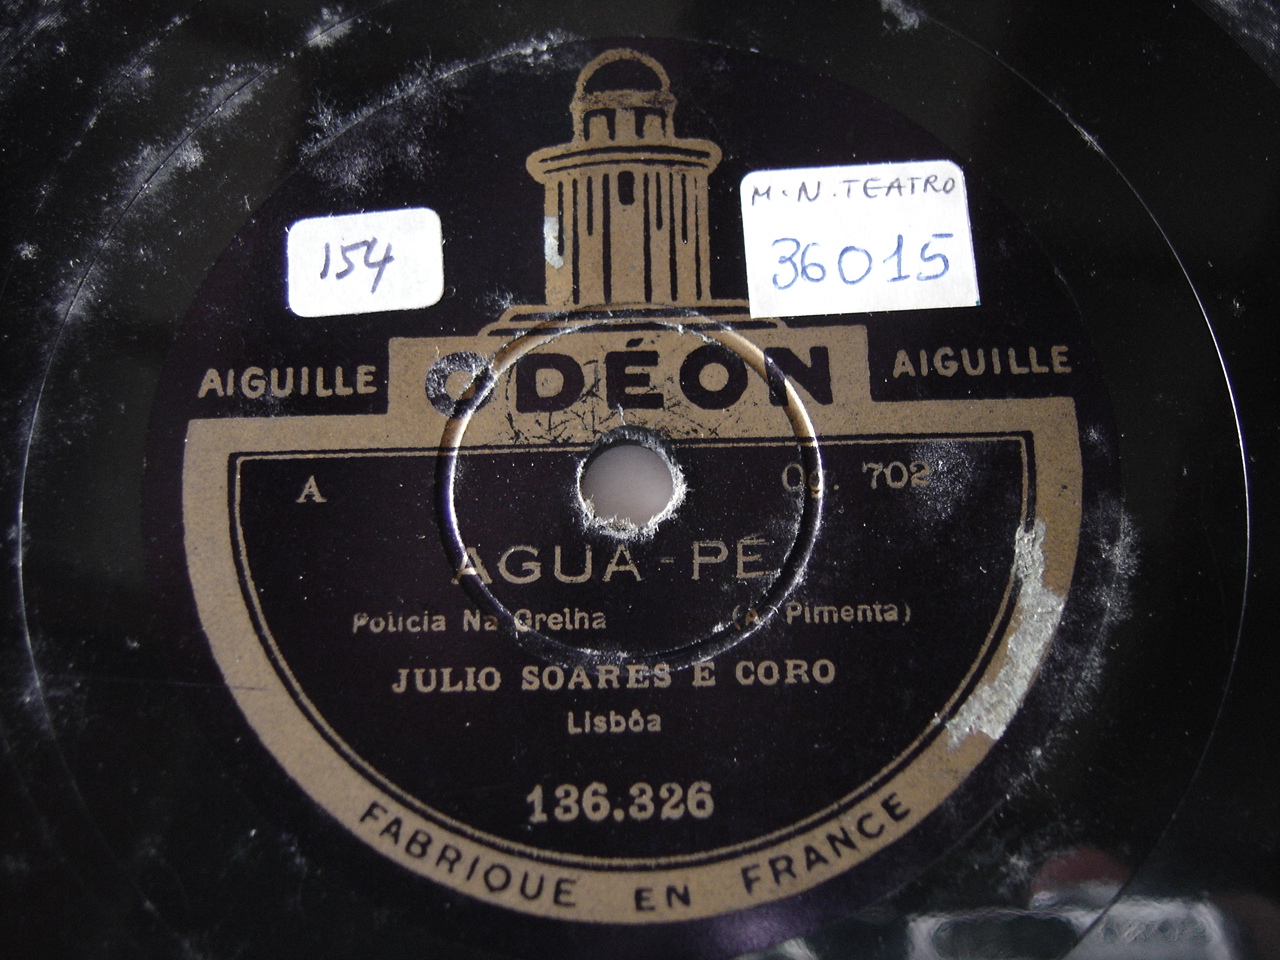 M.N. TEATRO
36015
154
AIGUILLE ODÉON AIGUILLE
A Og. 702
AGUA-PÉ
Policia Na Grelha (A. Pimenta)
JULIO SOARES E CORO
Lisbôa
136.326
FABRIQUE EN FRANCE